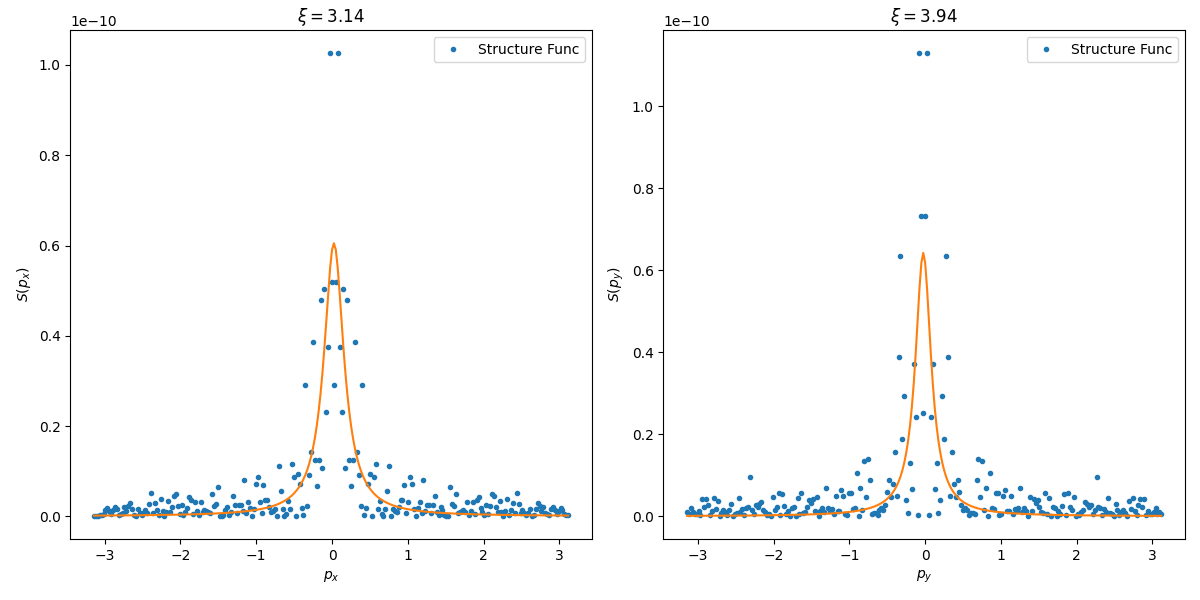 ξ = 3.14
1e−10
Structure Func
1.0
0.8
0.6
0.4
0.2
0.0
S(pₓ)
−3 −2 −1 0 1 2 3
pₓ
ξ = 3.94
1e−10
Structure Func
1.0
0.8
0.6
0.4
0.2
0.0
S(p_y)
−3 −2 −1 0 1 2 3
p_y